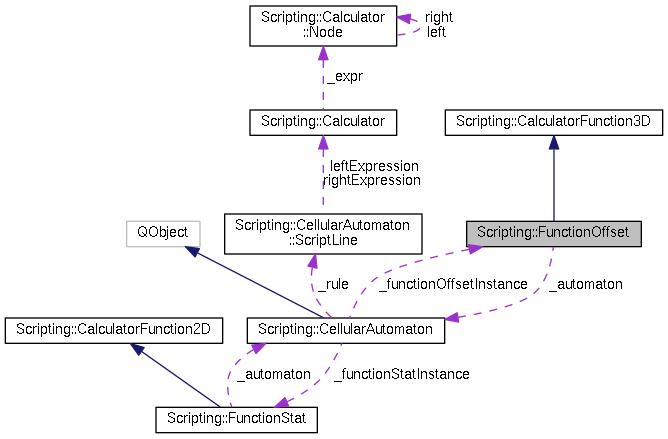 Scripting::Calculator
::Node
right
left
_expr
Scripting::Calculator
Scripting::CalculatorFunction3D
leftExpression
rightExpression
QObject
Scripting::CellularAutomaton
::ScriptLine
Scripting::FunctionOffset
_rule
_functionOffsetInstance
_automaton
Scripting::CalculatorFunction2D
Scripting::CellularAutomaton
_automaton
_functionStatInstance
Scripting::FunctionStat